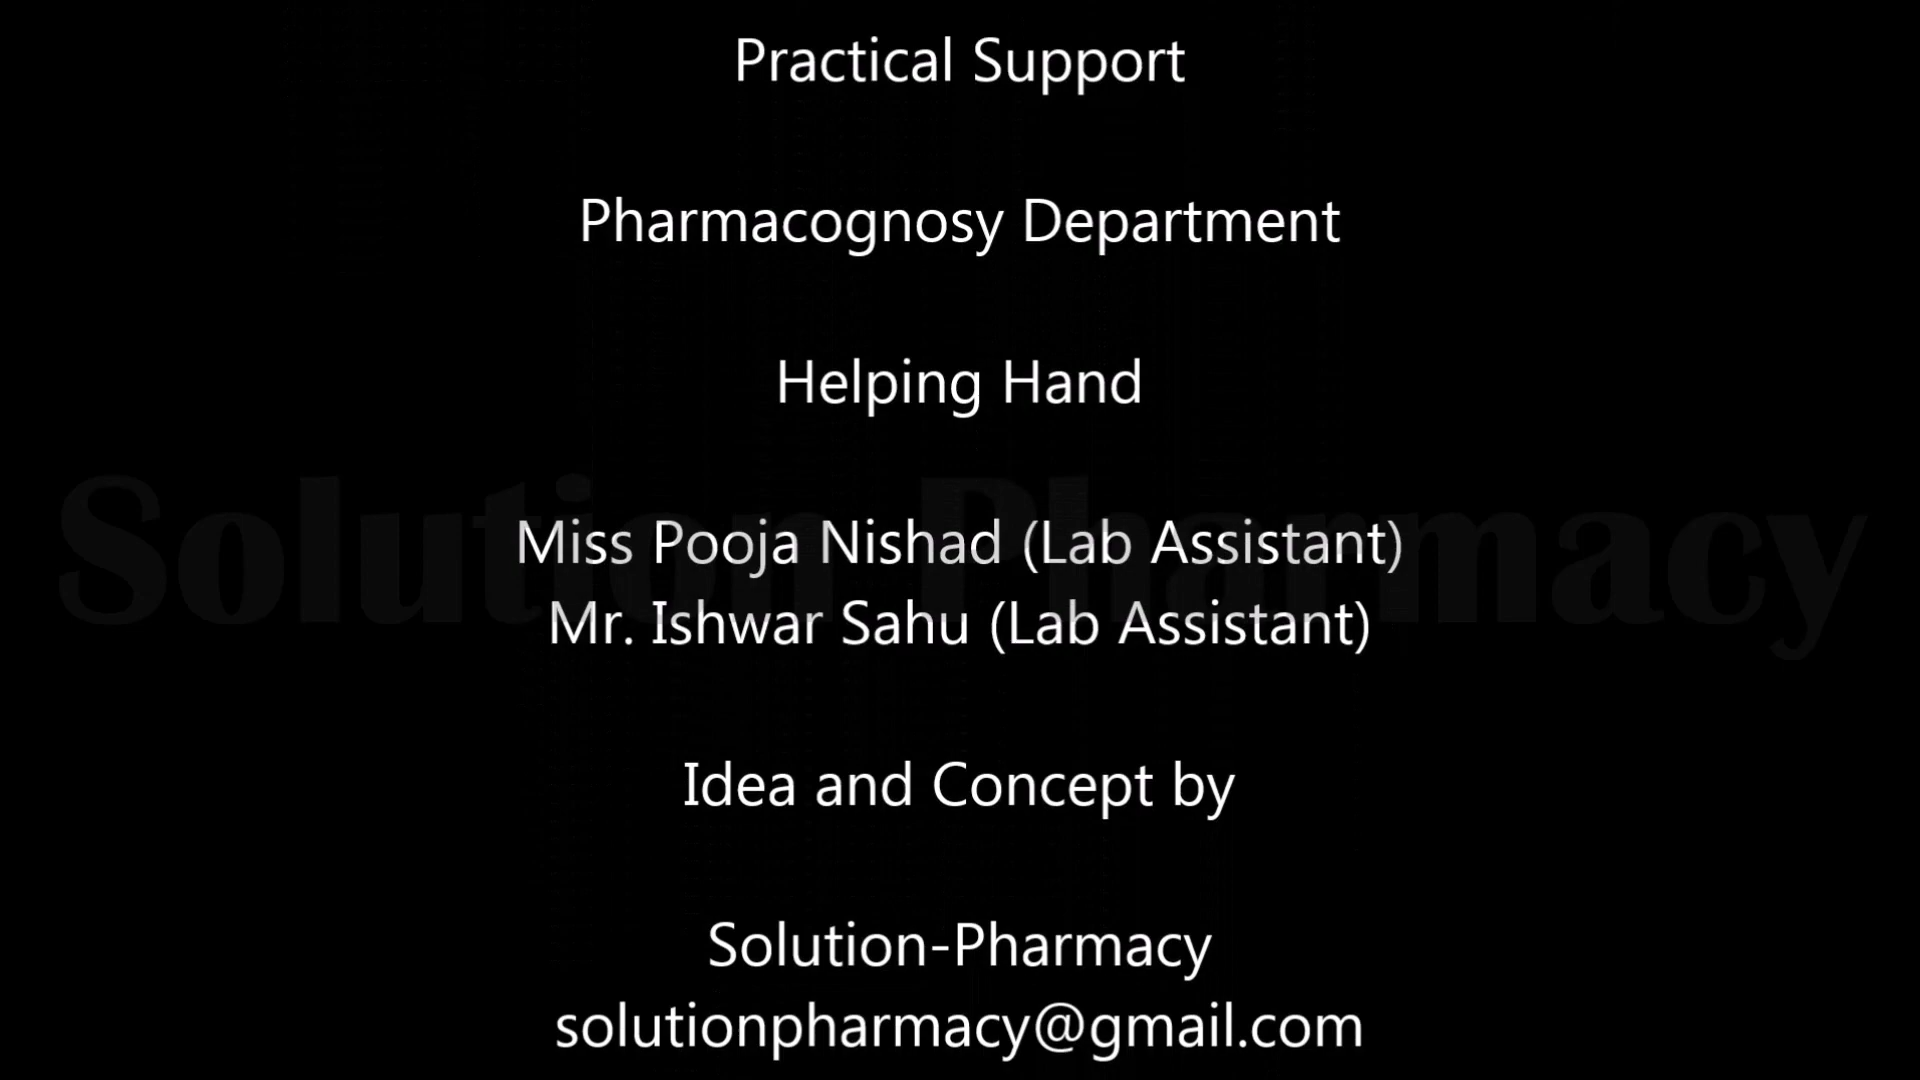 Practical Support
Pharmacognosy Department
Helping Hand
Solution Pharmacy
Miss Pooja Nishad (Lab Assistant)
Mr. Ishwar Sahu (Lab Assistant)
Idea and Concept by
Solution-Pharmacy
solutionpharmacy@gmail.com